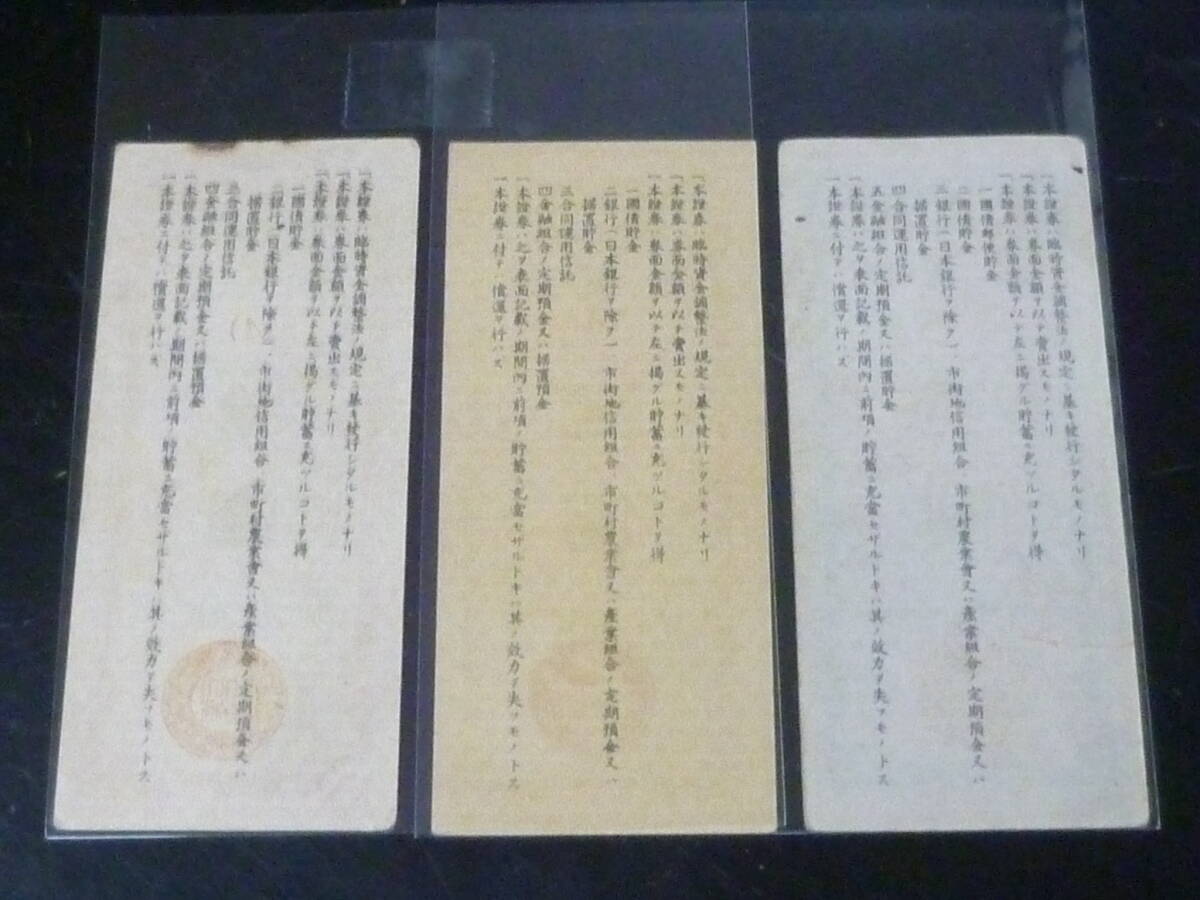 一本證券ハ臨時資金調整法ノ規定ニ基キ發行シタルモノナリ
一本證券ハ券面金額ヲ以テ賣出スモノナリ
一本證券ハ券面金額ヲ以テ左ニ揭グル貯蓄ニ充ツルコトヲ得
一國債貯金
二銀行(日本銀行ヲ除ク)、市街地信用組合、市町村農業會又ハ產業組合ノ定期預金又ハ
据置貯金
三合同運用信託
四金融組合ノ定期預金又ハ据置預金
一本證券ハ之ヲ表面記載ノ期間內ニ前項ノ貯蓄ニ充當セザルトキハ其ノ效力ヲ失フモノトス
一本證券ニ付テハ償還ヲ行ハズ
一本證券ハ臨時資金調整法ノ規定ニ基キ發行シタルモノナリ
一本證券ハ券面金額ヲ以テ賣出スモノナリ
一本證券ハ券面金額ヲ以テ左ニ揭グル貯蓄ニ充ツルコトヲ得
一國債貯金
二銀行(日本銀行ヲ除ク)、市街地信用組合、市町村農業會又ハ產業組合ノ定期預金又ハ
据置貯金
三合同運用信託
四金融組合ノ定期預金又ハ据置預金
一本證券ハ之ヲ表面記載ノ期間內ニ前項ノ貯蓄ニ充當セザルトキハ其ノ效力ヲ失フモノトス
一本證券ニ付テハ償還ヲ行ハズ
一本證券ハ臨時資金調整法ノ規定ニ基キ發行シタルモノナリ
一本證券ハ券面金額ヲ以テ賣出スモノナリ
一本證券ハ券面金額ヲ以テ左ニ揭グル貯蓄ニ充ツルコトヲ得
一國債郵便貯金
二國債貯金
三銀行(日本銀行ヲ除ク)、市街地信用組合、市町村農業會又ハ產業組合ノ定期預金又ハ
据置貯金
四合同運用信託
五金融組合ノ定期預金又ハ据置貯金
一本證券ハ之ヲ表面記載ノ期間內ニ前項ノ貯蓄ニ充當セザルトキハ其ノ效力ヲ失フモノトス
一本證券ニ付テハ償還ヲ行ハズ